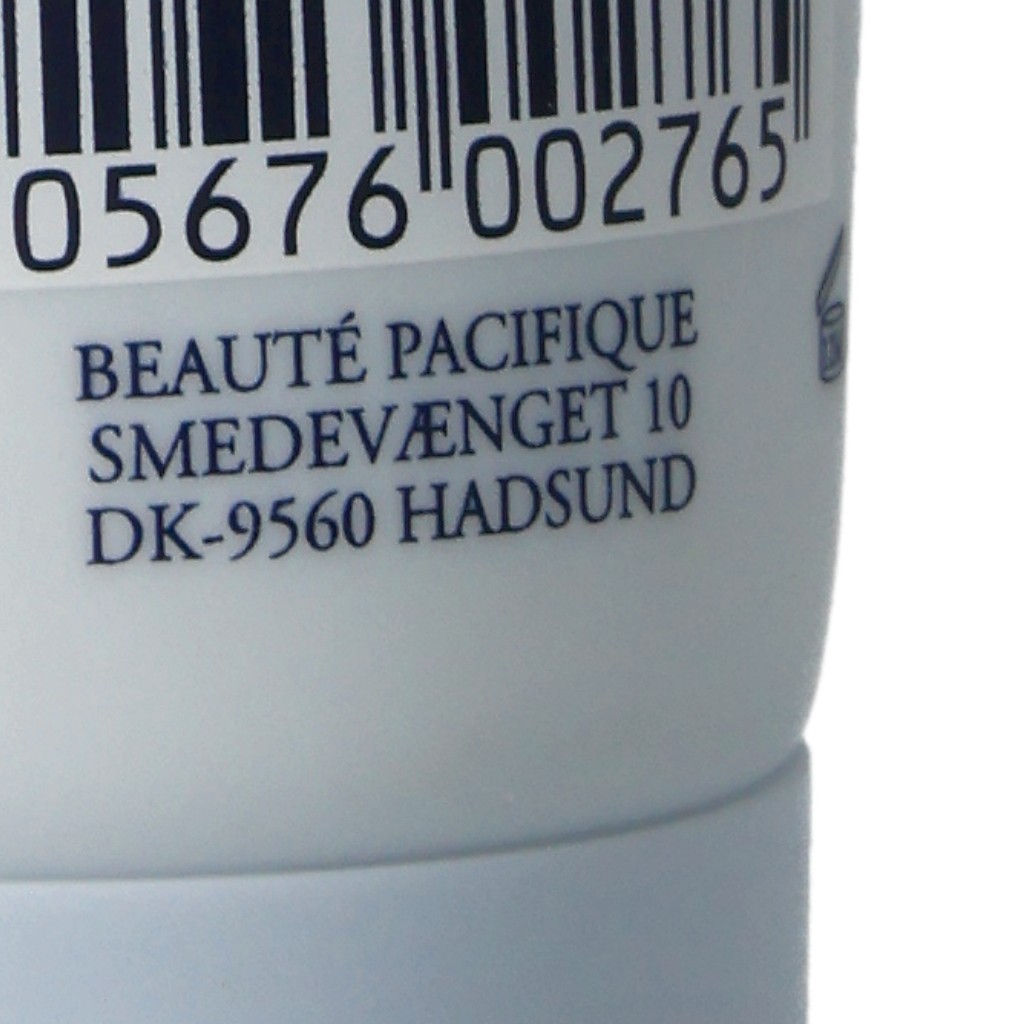 05676 002765
BEAUTÉ PACIFIQUE
SMEDEVÆNGET 10
DK-9560 HADSUND